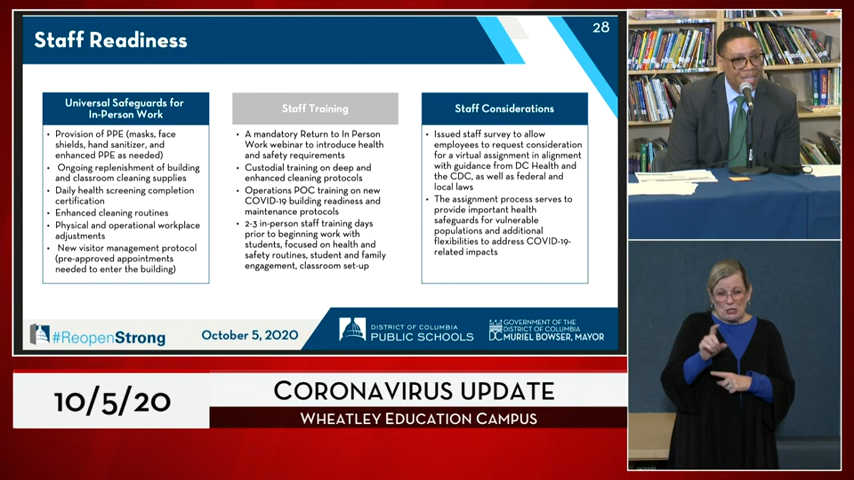 Staff Readiness
28
Universal Safeguards for
In-Person Work
• Provision of PPE (masks, face
shields, hand sanitizer, and
enhanced PPE as needed)
• Ongoing replenishment of building
and classroom cleaning supplies
• Daily health screening completion
certification
• Enhanced cleaning routines
• Physical and operational workplace
adjustments
• New visitor management protocol
(pre-approved appointments
needed to enter the building)
Staff Training
• A mandatory Return to In Person
Work webinar to introduce health
and safety requirements
• Custodial training on deep and
enhanced cleaning protocols
• Operations POC training on new
COVID-19 building readiness and
maintenance protocols
• 2-3 in-person staff training days
prior to beginning work with
students, focused on health and
safety routines, student and family
engagement, classroom set-up
Staff Considerations
• Issued staff survey to allow
employees to request consideration
for a virtual assignment in alignment
with guidance from DC Health and
the CDC, as well as federal and
local laws
• The assignment process serves to
provide important health
safeguards for vulnerable
populations and additional
flexibilities to address COVID-19-
related impacts
#ReopenStrong
October 5, 2020
DISTRICT OF COLUMBIA
PUBLIC SCHOOLS
GOVERNMENT OF THE
DISTRICT OF COLUMBIA
DC MURIEL BOWSER, MAYOR
10/5/20
CORONAVIRUS UPDATE
WHEATLEY EDUCATION CAMPUS